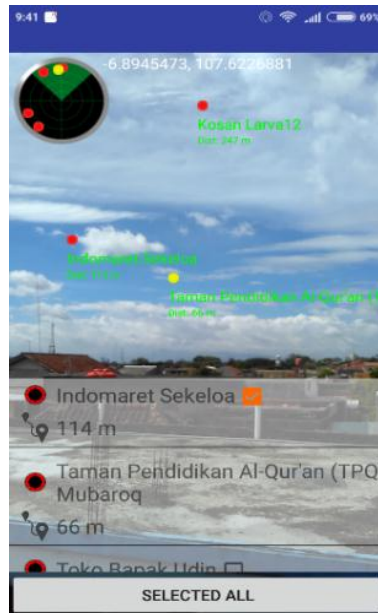 9:41
69%
-6.8945473, 107.6226881
Kosan Larva12
Dist: 247 m
Indomaret Sekeloa
Taman Pendidikan Al-Qur'an (T
Dist: 66 m
Indomaret Sekeloa
114 m
Taman Pendidikan Al-Qur'an (TPQ
Mubaroq
66 m
Toko Bapak Udin
SELECTED ALL